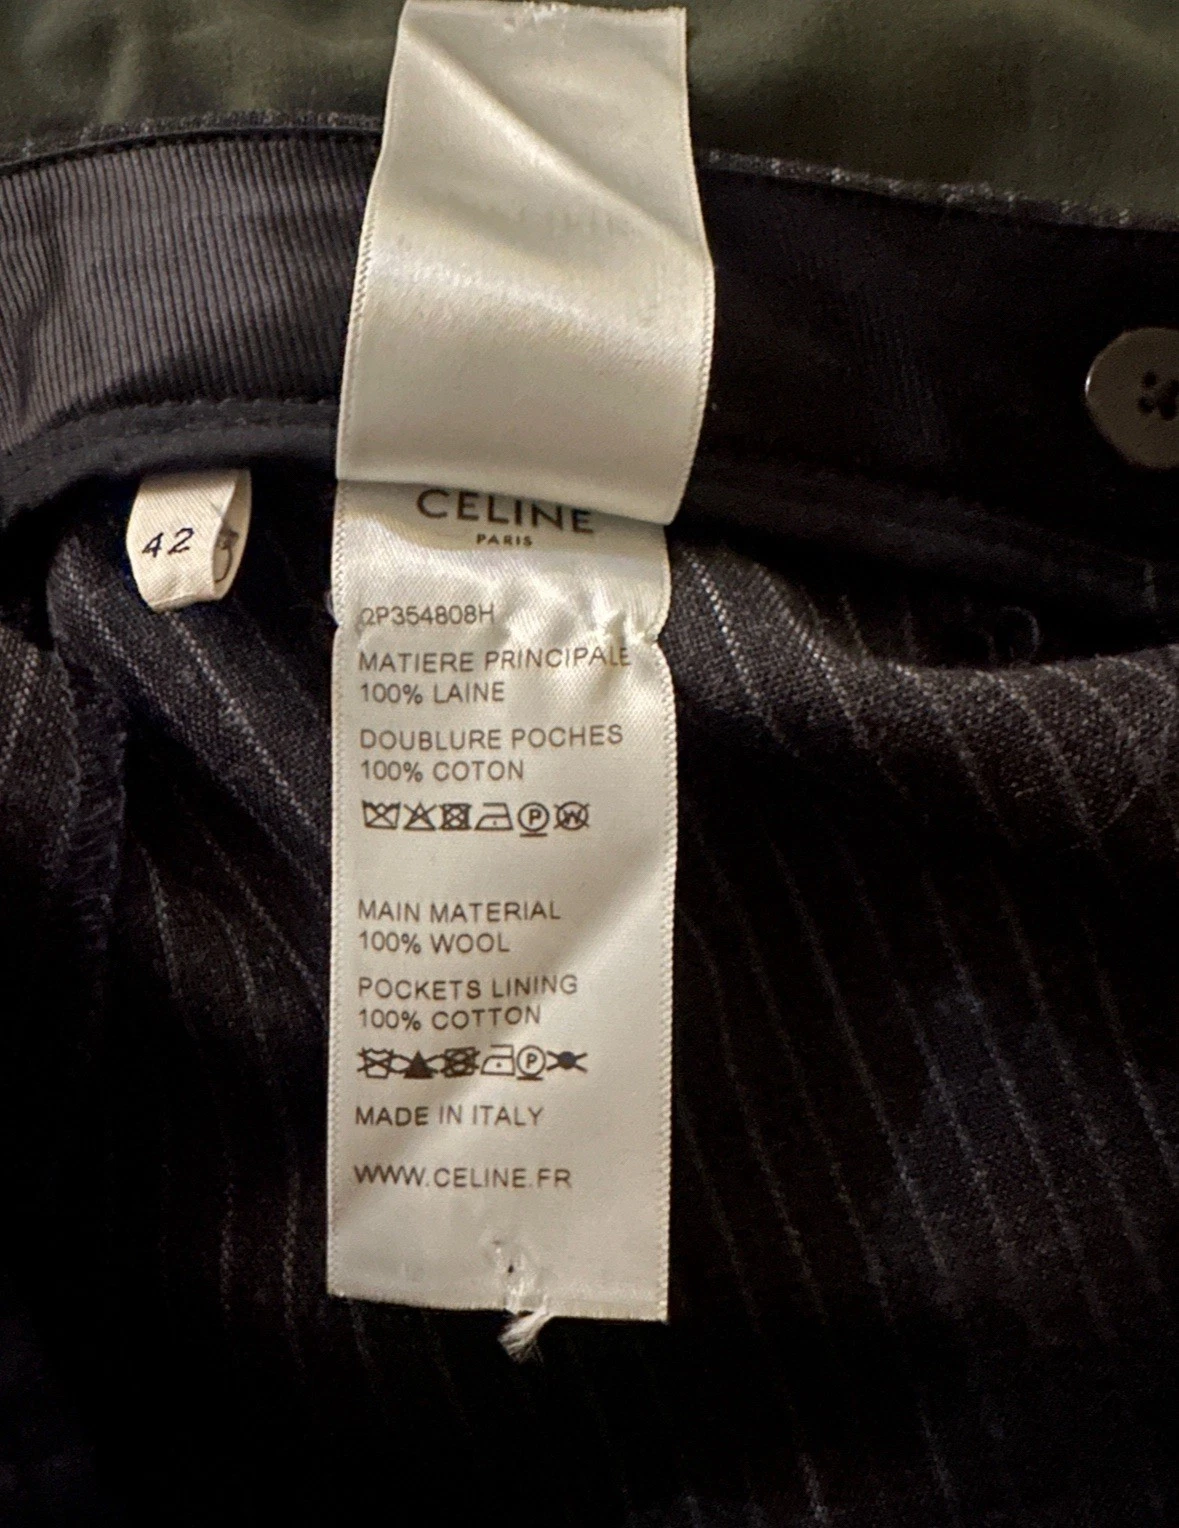 CELINE
PARIS
42
2P354808H
MATIERE PRINCIPALE
100% LAINE
DOUBLURE POCHES
100% COTON
P W
MAIN MATERIAL
100% WOOL
POCKETS LINING
100% COTTON
P
MADE IN ITALY
WWW.CELINE.FR